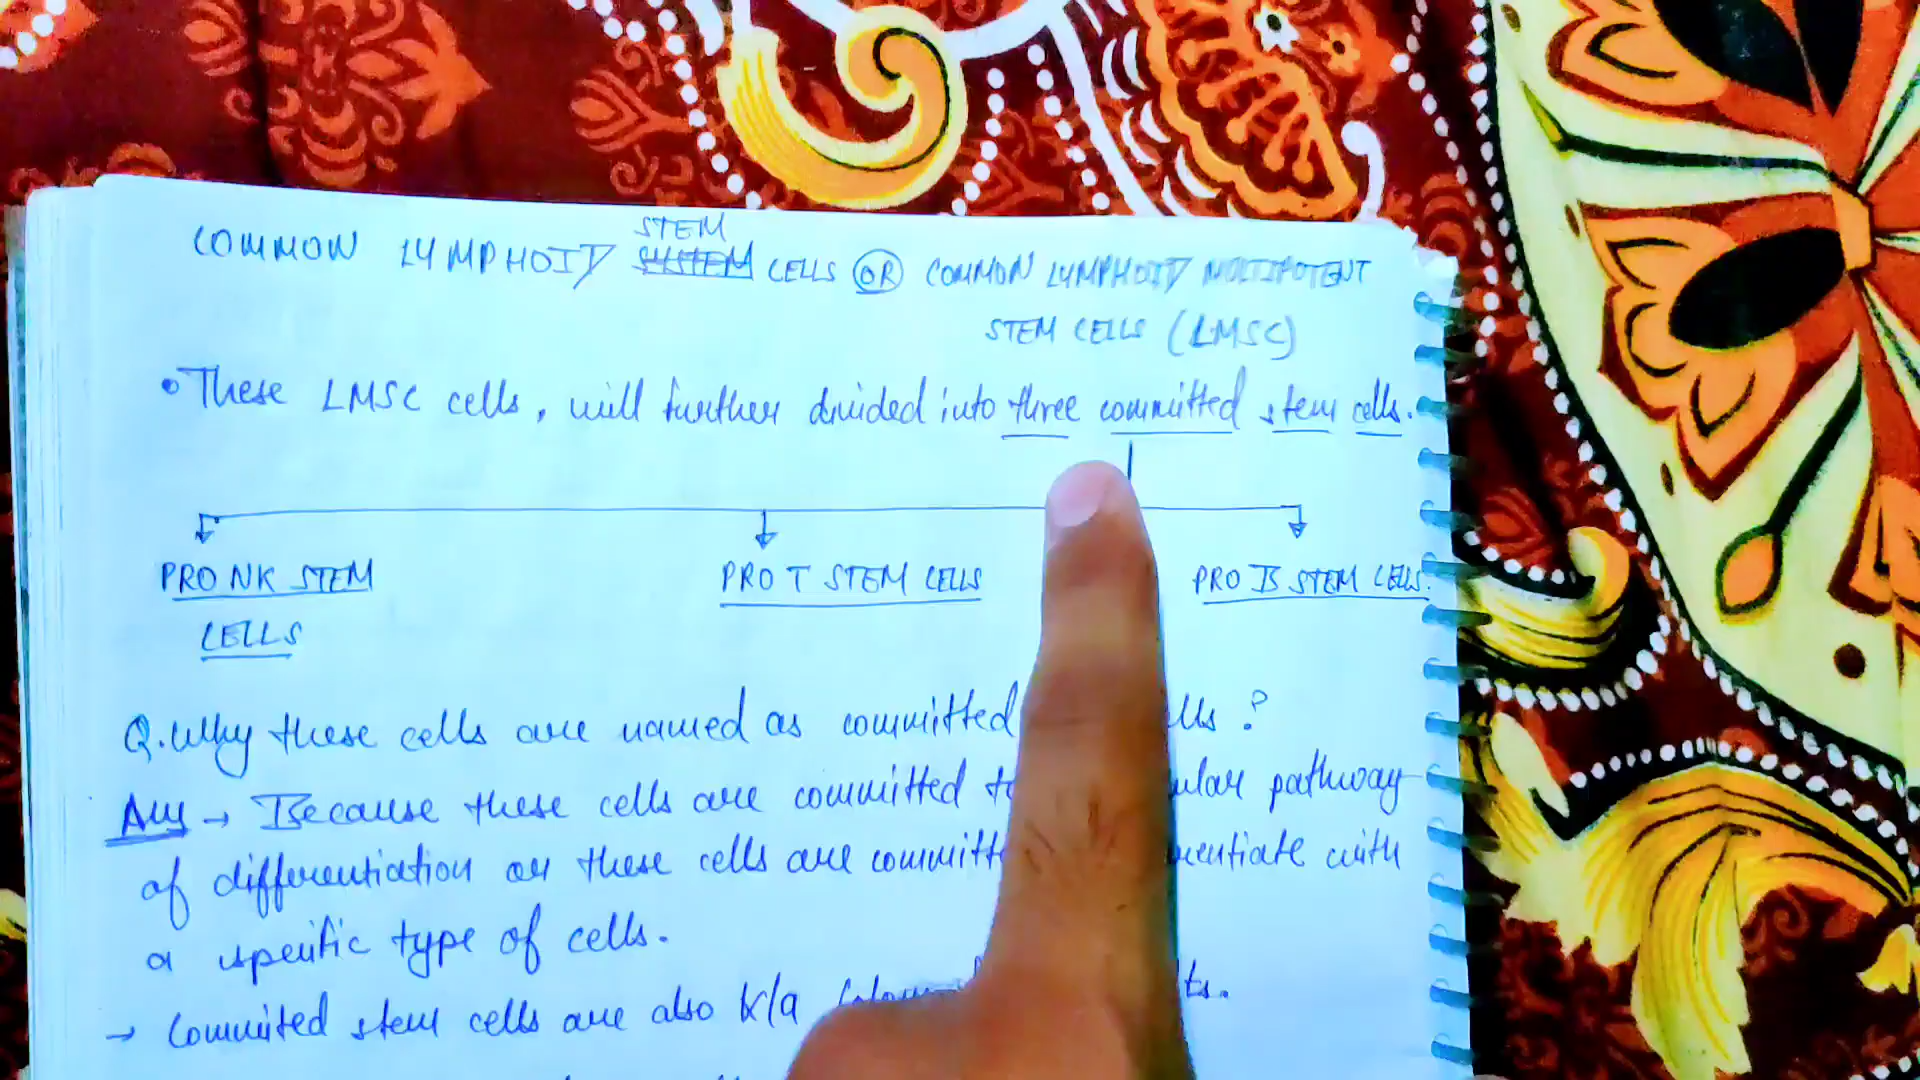 COMMON LYMPHOID STEM CELLS OR COMMON LYMPHOID MULTIPOTENT
STEM CELLS (LMSC)
• These LMSC cells, will further divided into three committed stem cells.
PRO NK STEM CELLS
PRO T STEM CELLS
PRO B STEM CELLS.
Q. Why these cells are named as committed ?
Ans → Because these cells are committed pathway
of differentiation or these cells are with
a specific type of cells.
→ Commited stem cells are also k/a